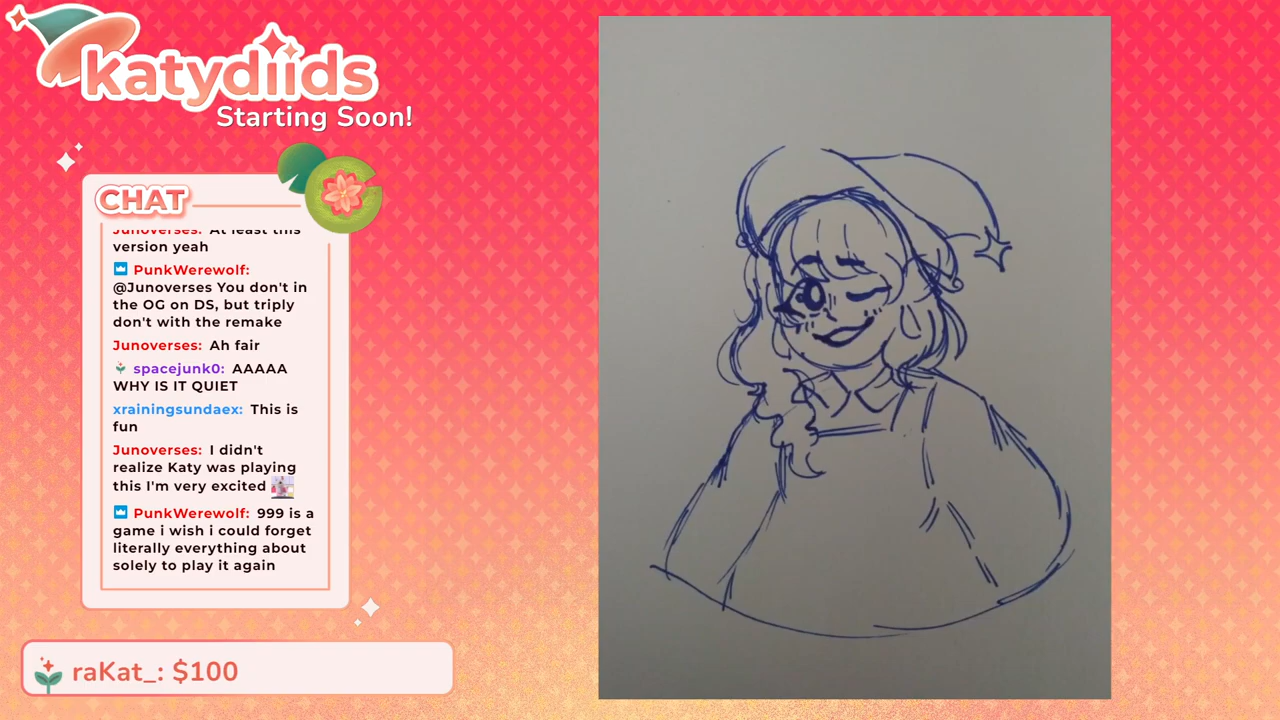 Katydiids
Starting Soon!
CHAT
Junoverses: At least this
version yeah
PunkWerewolf:
@Junoverses You don't in
the OG on DS, but triply
don't with the remake
Junoverses: Ah fair
spacejunk0: AAAAA
WHY IS IT QUIET
xrainingsundaex: This is
fun
Junoverses: I didn't
realize Katy was playing
this I'm very excited
PunkWerewolf: 999 is a
game i wish i could forget
literally everything about
solely to play it again
raKat_: $100